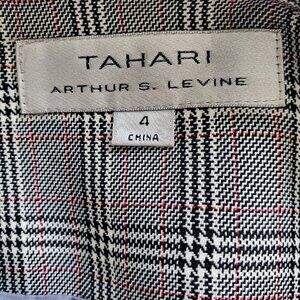 TAHARI
ARTHUR S. LEVINE
4
CHINA